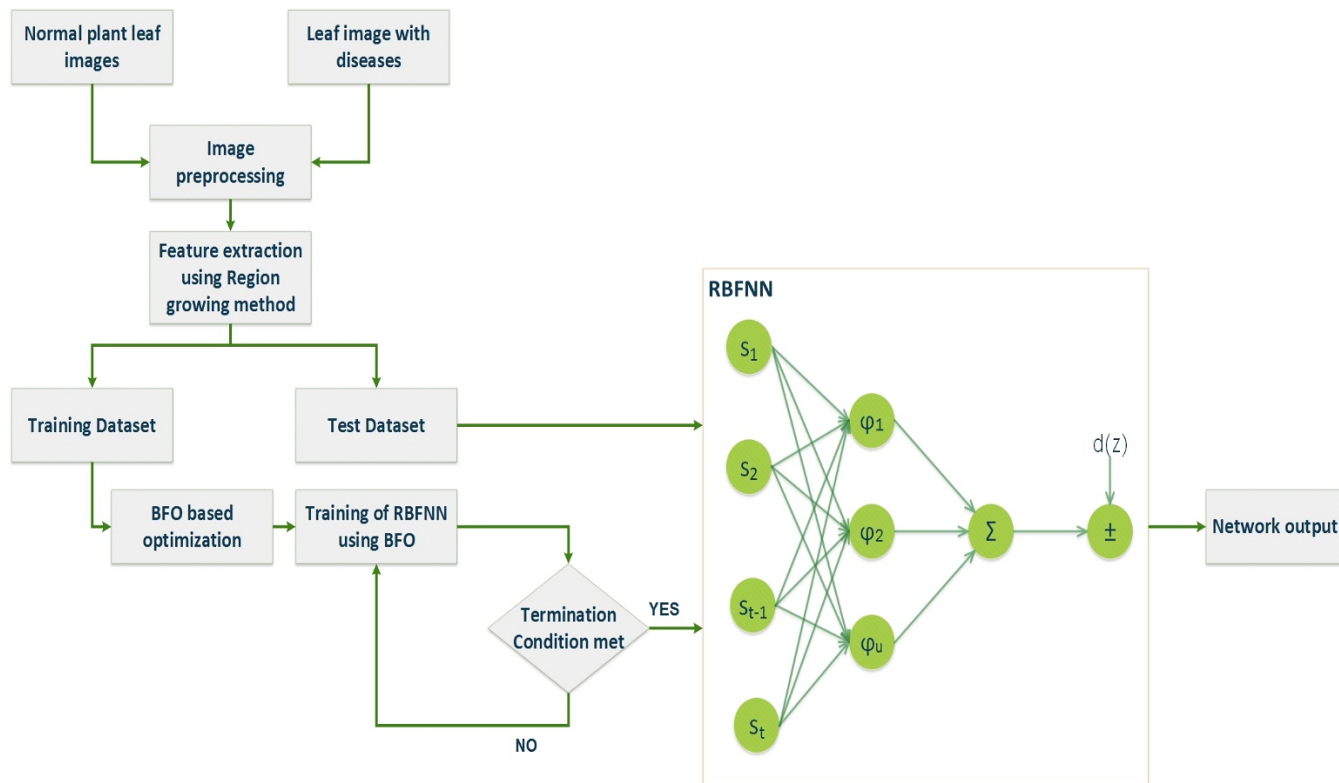 Normal plant leaf
images
Leaf image with
diseases
Image
preprocessing
Feature extraction
using Region
growing method
Training Dataset
Test Dataset
BFO based
optimization
Training of RBFNN
using BFO
Termination
Condition met
YES
NO
RBFNN
S₁
S₂
Sₜ₋₁
Sₜ
φ₁
φ₂
φᵤ
Σ
d(z)
±
Network output